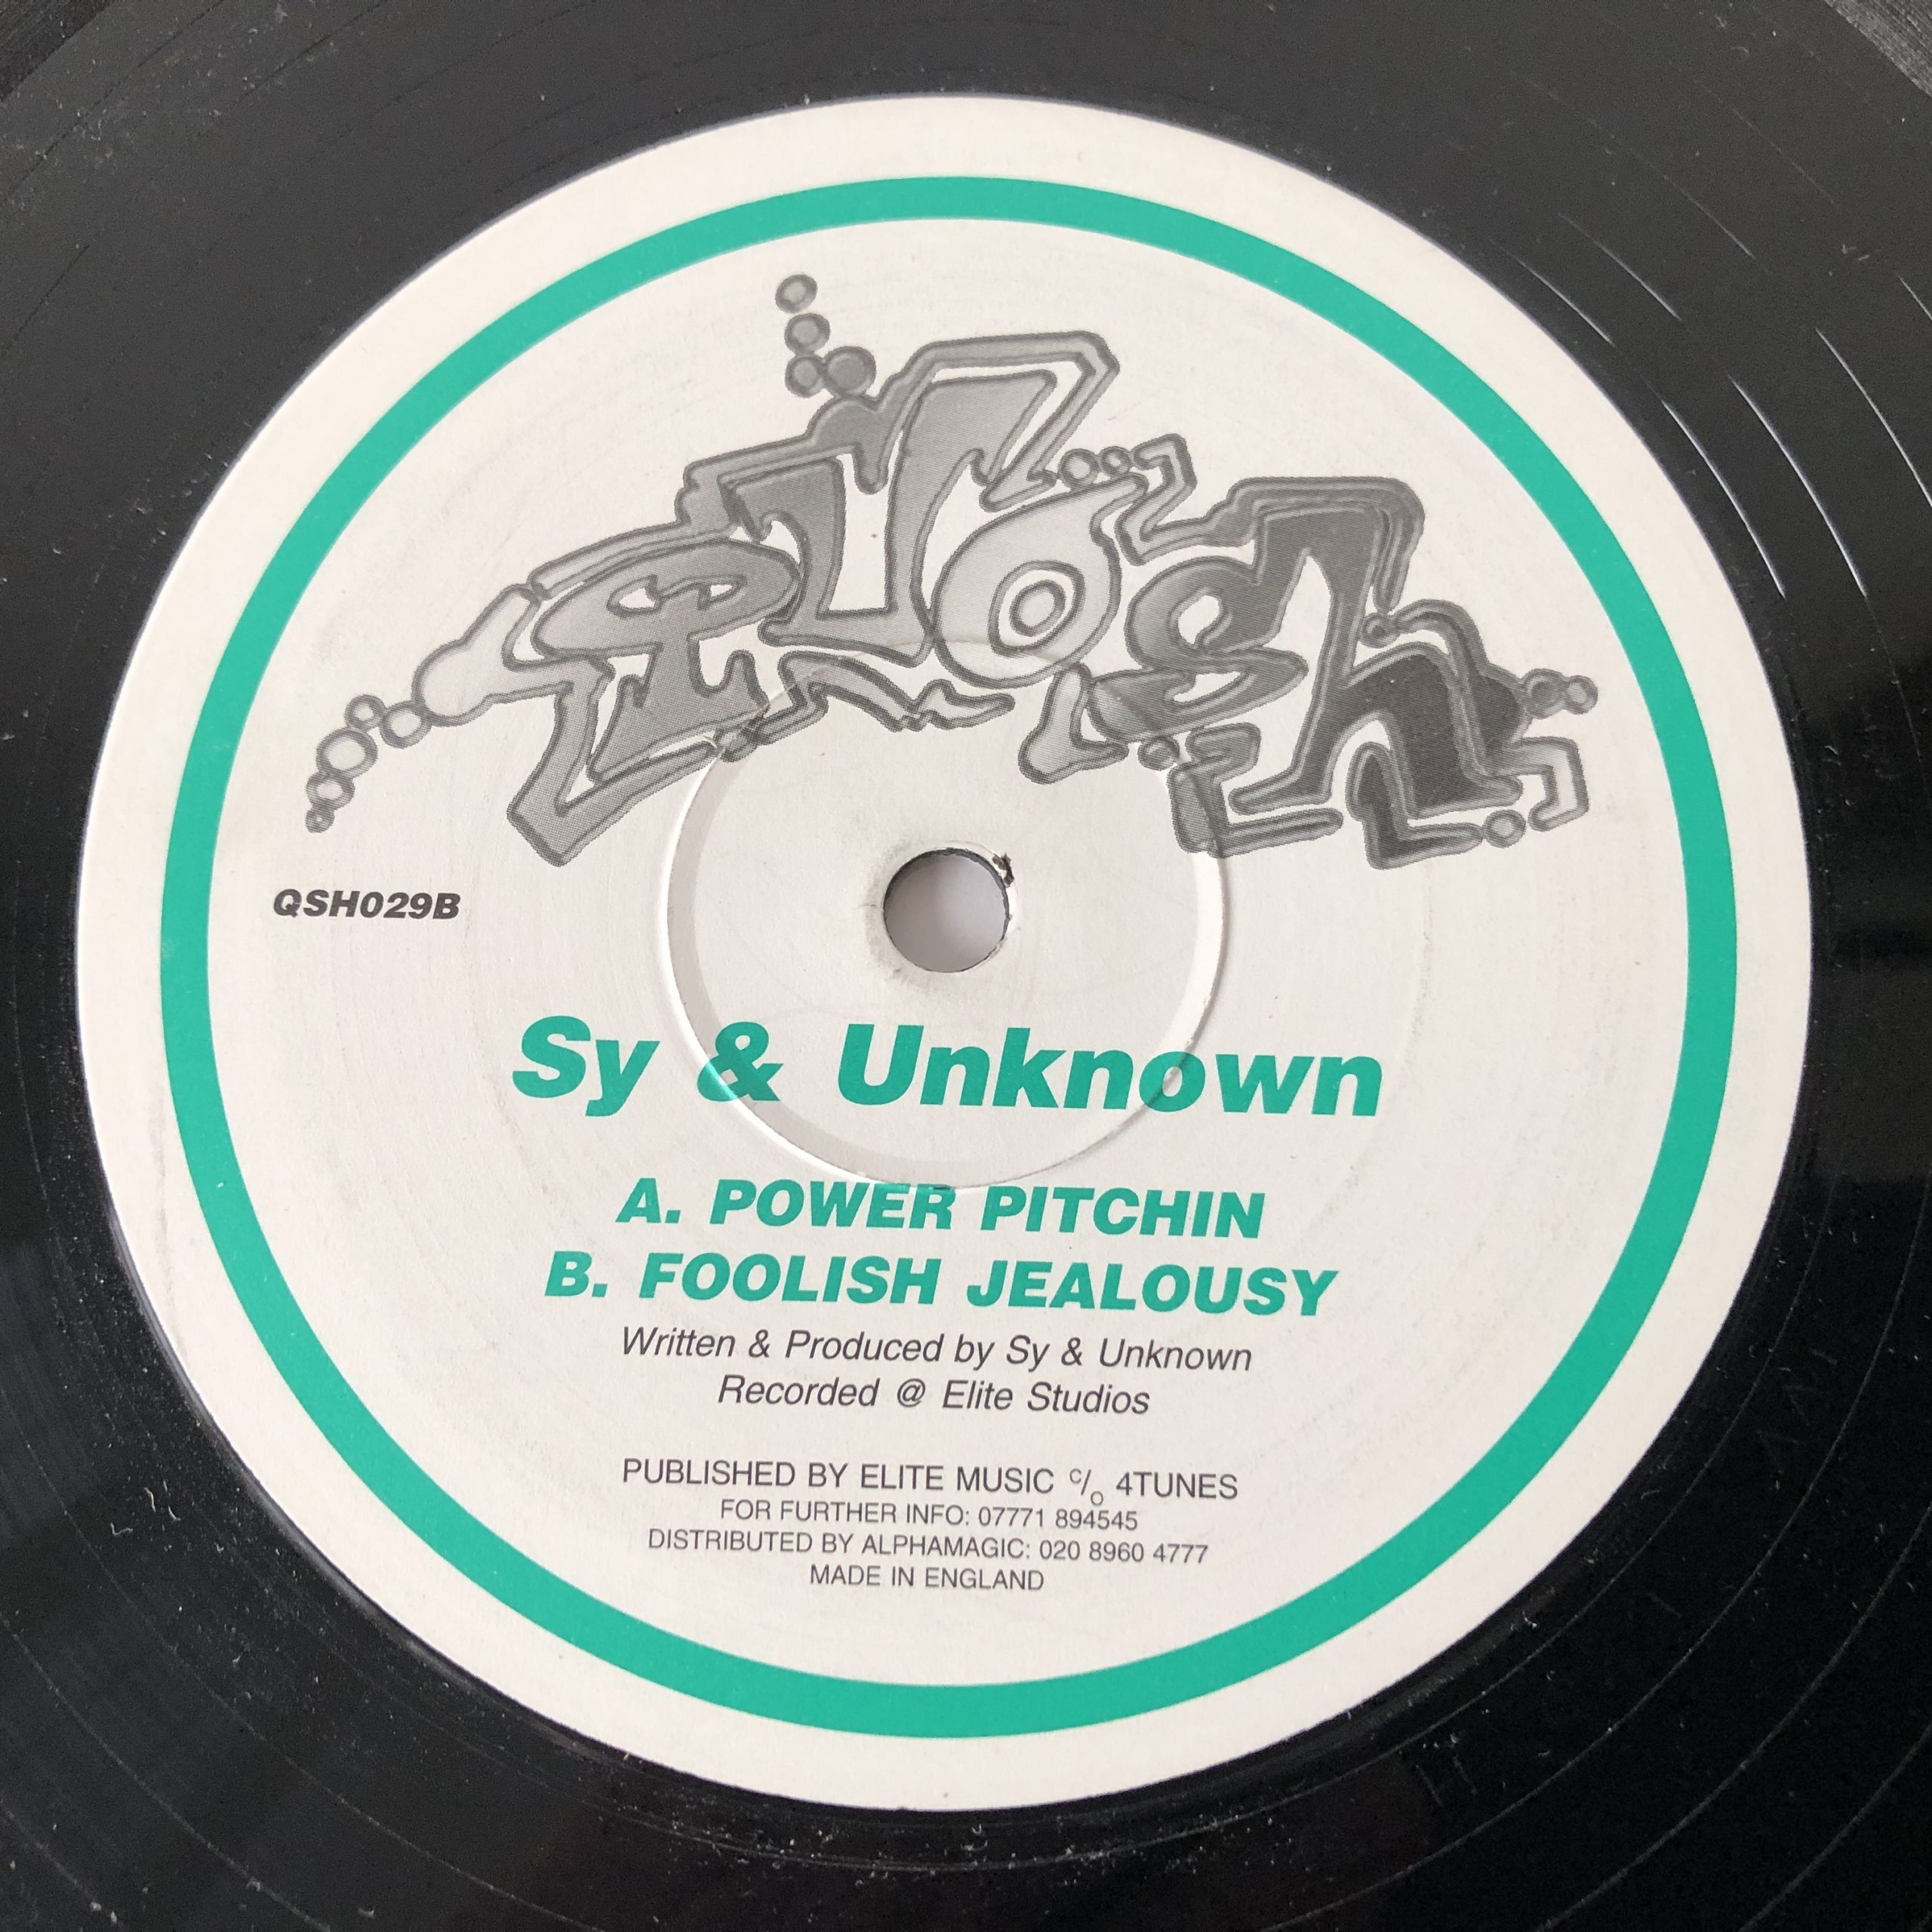 Quosh
QSH029B
Sy & Unknown
A. POWER PITCHIN
B. FOOLISH JEALOUSY
Written & Produced by Sy & Unknown
Recorded @ Elite Studios
PUBLISHED BY ELITE MUSIC c/o 4TUNES
FOR FURTHER INFO: 07771 894545
DISTRIBUTED BY ALPHAMAGIC: 020 8960 4777
MADE IN ENGLAND